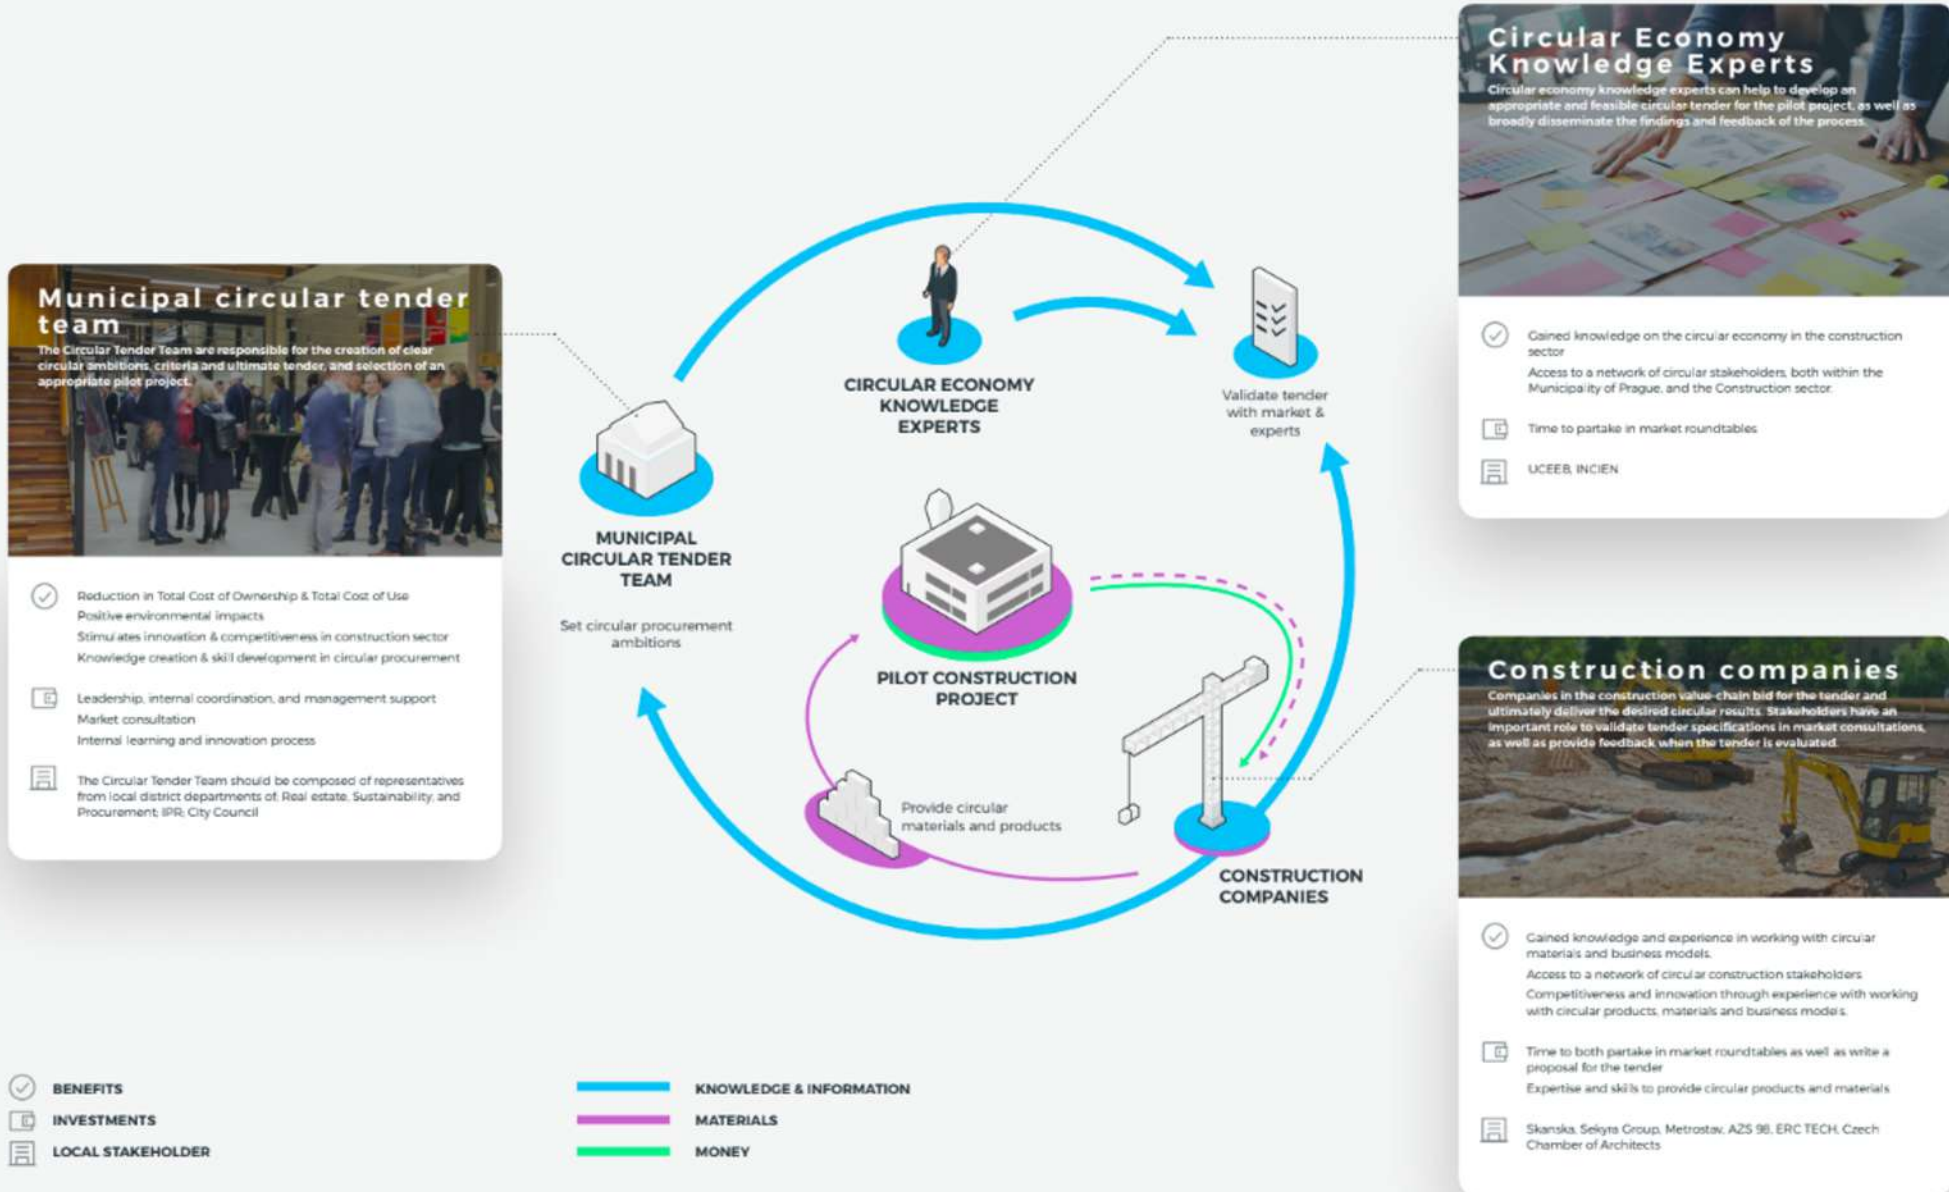 Municipal circular tender
team
The Circular Tender Team are responsible for the creation of clear
circular ambitions, criteria and ultimate tender, and selection of an
appropriate pilot project.
Reduction in Total Cost of Ownership & Total Cost of Use
Positive environmental impacts
Stimulates innovation & competitiveness in construction sector
Knowledge creation & skill development in circular procurement
Leadership, internal coordination, and management support
Market consultation
Internal learning and innovation process
The Circular Tender Team should be composed of representatives
from local district departments of: Real estate, Sustainability, and
Procurement; IPR; City Council
CIRCULAR ECONOMY
KNOWLEDGE
EXPERTS
Validate tender
with market &
experts
MUNICIPAL
CIRCULAR TENDER
TEAM
Set circular procurement
ambitions
PILOT CONSTRUCTION
PROJECT
Provide circular
materials and products
CONSTRUCTION
COMPANIES
Circular Economy
Knowledge Experts
Circular economy knowledge experts can help to develop an
appropriate and feasible circular tender for the pilot project, as well as
broadly disseminate the findings and feedback of the process.
Gained knowledge on the circular economy in the construction
sector
Access to a network of circular stakeholders, both within the
Municipality of Prague, and the Construction sector.
Time to partake in market roundtables
UCEEB, INCIEN
Construction companies
Companies in the construction value-chain bid for the tender and
ultimately deliver the desired circular results. Stakeholders have an
important role to validate tender specifications in market consultations,
as well as provide feedback when the tender is evaluated.
Gained knowledge and experience in working with circular
materials and business models.
Access to a network of circular construction stakeholders
Competitiveness and innovation through experience with working
with circular products, materials and business models.
Time to both partake in market roundtables as well as write a
proposal for the tender
Expertise and skills to provide circular products and materials
Skanska, Sekyra Group, Metrostav, AZS 98, ERC TECH, Czech
Chamber of Architects
BENEFITS
INVESTMENTS
LOCAL STAKEHOLDER
KNOWLEDGE & INFORMATION
MATERIALS
MONEY